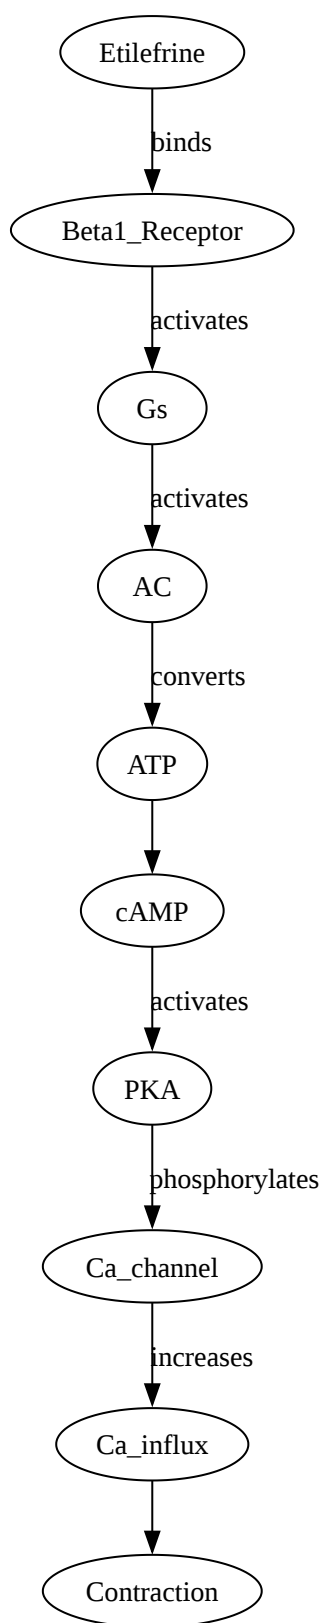 Etilefrine
binds
Beta1_Receptor
activates
Gs
activates
AC
converts
ATP
cAMP
activates
PKA
phosphorylates
Ca_channel
increases
Ca_influx
Contraction